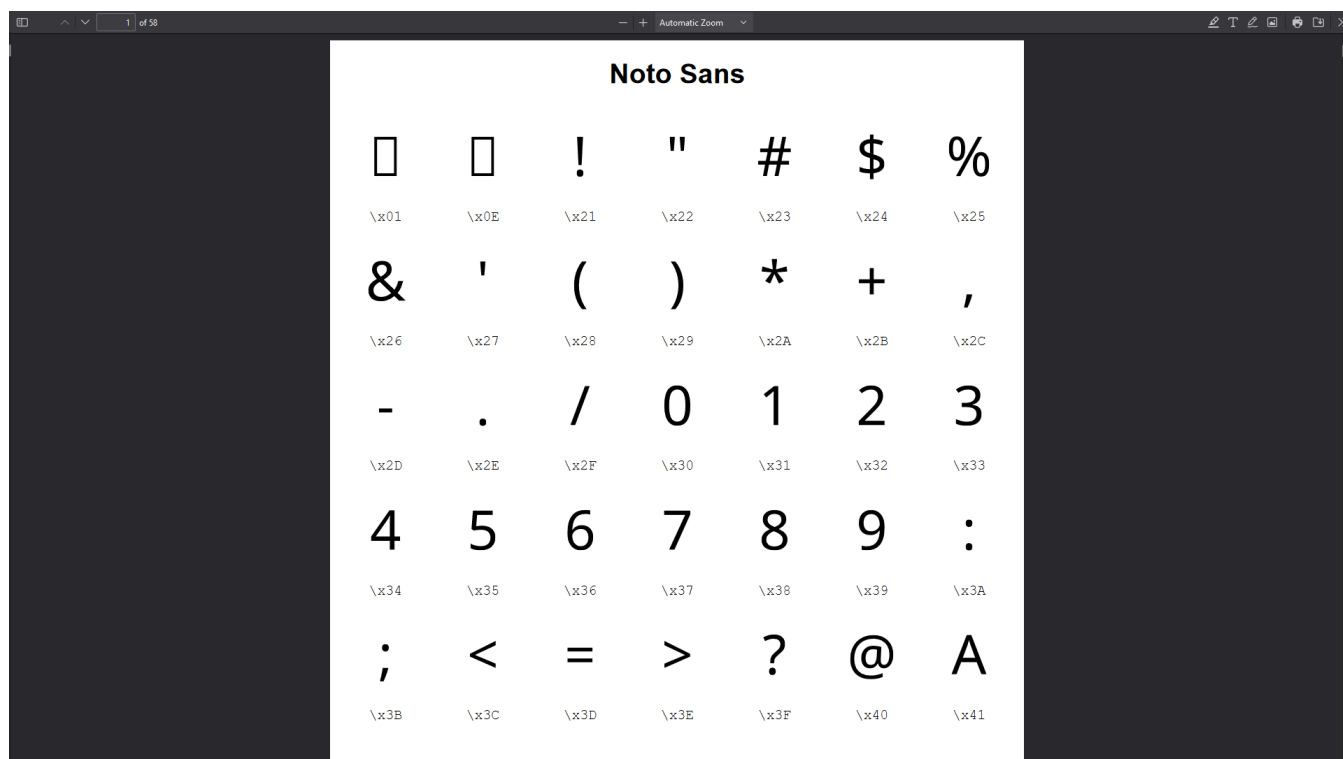 1 of 58 Automatic Zoom
Noto Sans
▯ ▯ ! " # $ %
\x01 \x0E \x21 \x22 \x23 \x24 \x25
& ' ( ) * + ,
\x26 \x27 \x28 \x29 \x2A \x2B \x2C
- . / 0 1 2 3
\x2D \x2E \x2F \x30 \x31 \x32 \x33
4 5 6 7 8 9 :
\x34 \x35 \x36 \x37 \x38 \x39 \x3A
; < = > ? @ A
\x3B \x3C \x3D \x3E \x3F \x40 \x41